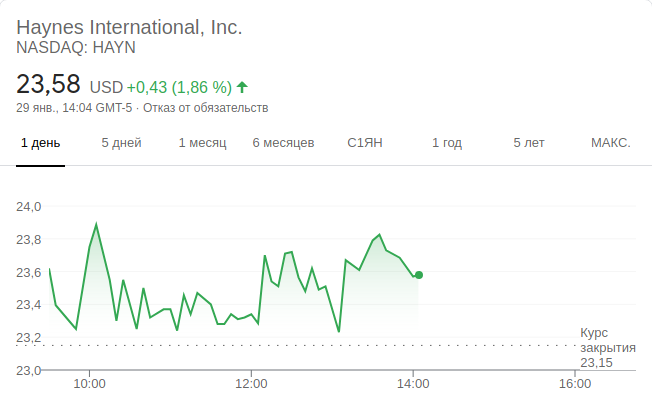 Haynes International, Inc.
NASDAQ: HAYN
23,58 USD +0,43 (1,86 %)
29 янв., 14:04 GMT-5 · Отказ от обязательств
1 день 5 дней 1 месяц 6 месяцев С1ЯН 1 год 5 лет МАКС.
24,0
23,8
23,6
23,4
23,2
Курс
закрытия
23,15
23,0
10:00 12:00 14:00 16:00